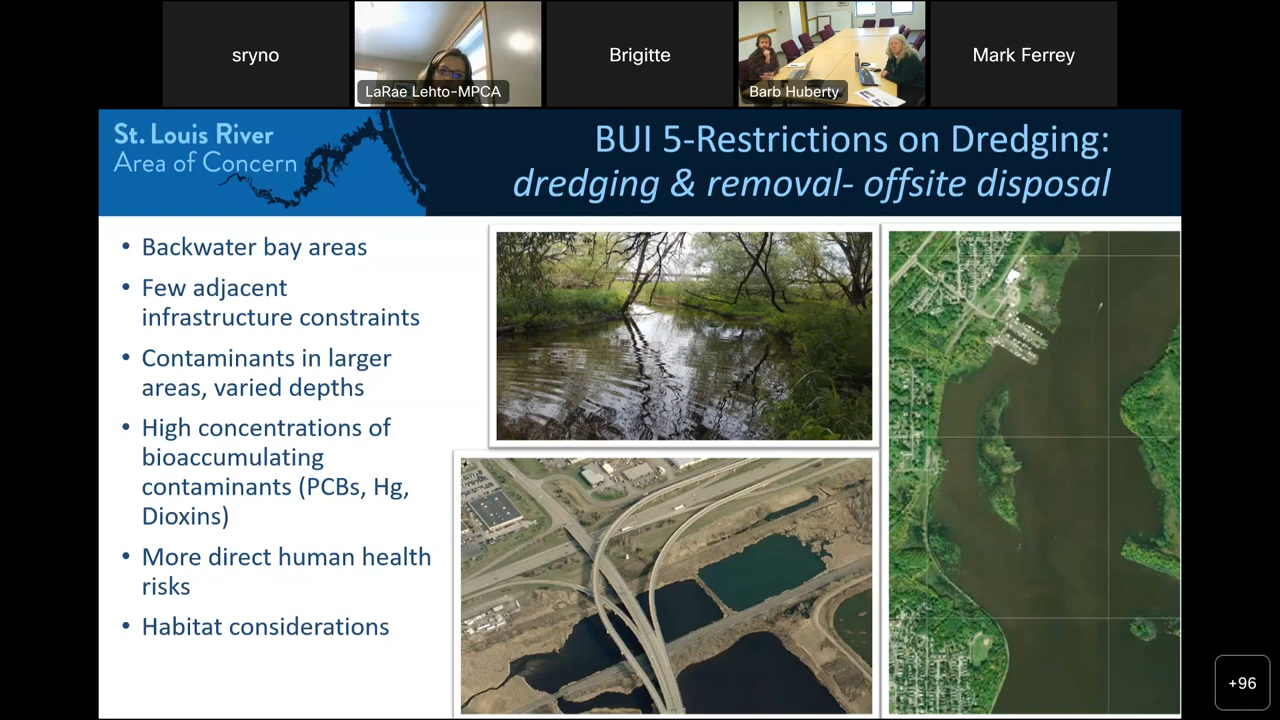 sryno
LaRae Lehto-MPCA
Brigitte
Barb Huberty
Mark Ferrey
St. Louis River
Area of Concern
BUI 5-Restrictions on Dredging:
dredging & removal- offsite disposal
• Backwater bay areas
• Few adjacent
infrastructure constraints
• Contaminants in larger
areas, varied depths
• High concentrations of
bioaccumulating
contaminants (PCBs, Hg,
Dioxins)
• More direct human health
risks
• Habitat considerations
+96